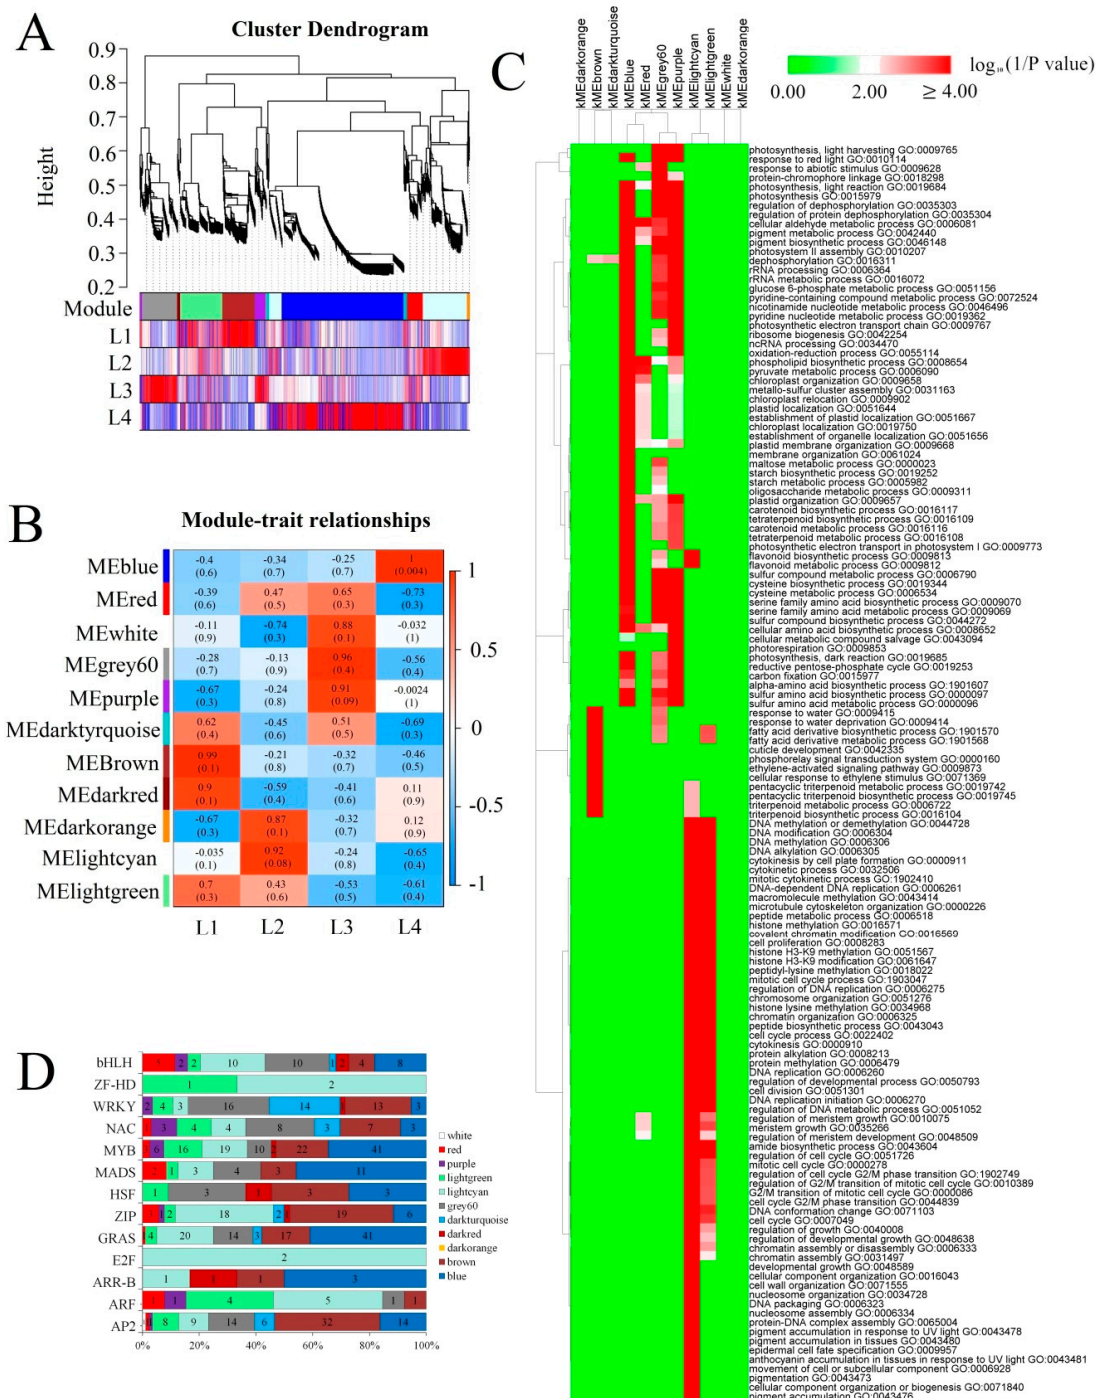 A
Cluster Dendrogram
0.9
0.8
0.7
0.6
0.5
0.4
0.3
0.2
Height
Module
L1
L2
L3
L4
B
Module-trait relationships
MEblue -0.4 (0.6) -0.34 (0.7) -0.25 (0.7) 1 (0.004)
MEred -0.39 (0.6) 0.47 (0.5) 0.65 (0.3) -0.73 (0.3)
MEwhite -0.11 (0.9) -0.74 (0.3) 0.88 (0.1) -0.032 (1)
MEgrey60 -0.28 (0.7) -0.13 (0.9) 0.96 (0.4) -0.56 (0.4)
MEpurple -0.67 (0.3) -0.24 (0.8) 0.91 (0.09) -0.0024 (1)
MEdarktyrquoise 0.62 (0.4) -0.45 (0.6) 0.51 (0.5) -0.69 (0.3)
MEBrown 0.99 (0.1) -0.21 (0.8) -0.32 (0.7) -0.46 (0.5)
MEdarkred 0.9 (0.1) -0.59 (0.4) -0.41 (0.6) 0.11 (0.9)
MEdarkorange -0.67 (0.3) 0.87 (0.1) -0.32 (0.7) 0.12 (0.9)
MElightcyan -0.035 (0.1) 0.92 (0.08) -0.24 (0.8) -0.65 (0.4)
MElightgreen 0.7 (0.3) 0.43 (0.6) -0.53 (0.5) -0.61 (0.4)
L1 L2 L3 L4
1
0.5
0
-0.5
-1
C
kMEdarkorange
kMEbrown
kMEdarkturquoise
kMEblue
kMEred
kMEgrey60
kMEpurple
kMElightcyan
kMElightgreen
kMEwhite
kMEdarkorange
log₁₀(1/P value)
0.00 2.00 ≥ 4.00
photosynthesis, light harvesting GO:0009765
response to red light GO:0010114
response to abiotic stimulus GO:0009628
protein-chromophore linkage GO:0018298
photosynthesis, light reaction GO:0019684
photosynthesis GO:0015979
regulation of dephosphorylation GO:0035303
regulation of protein dephosphorylation GO:0035304
cellular aldehyde metabolic process GO:0006081
pigment metabolic process GO:0042440
pigment biosynthetic process GO:0046148
photosystem II assembly GO:0010207
dephosphorylation GO:0016311
rRNA processing GO:0006364
rRNA metabolic process GO:0016072
glucose 6-phosphate metabolic process GO:0051156
pyridine-containing compound metabolic process GO:0072524
nicotinamide nucleotide metabolic process GO:0046496
pyridine nucleotide metabolic process GO:0019362
photosynthetic electron transport chain GO:0009767
ribosome biogenesis GO:0042254
ncRNA processing GO:0034470
oxidation-reduction process GO:0055114
phospholipid biosynthetic process GO:0008654
pyruvate metabolic process GO:0006090
chloroplast organization GO:0009658
metallo-sulfur cluster assembly GO:0031163
chloroplast relocation GO:0009902
plastid localization GO:0051644
establishment of plastid localization GO:0051667
chloroplast localization GO:0019750
establishment of organelle localization GO:0051656
plastid membrane organization GO:0009668
membrane organization GO:0061024
maltose metabolic process GO:0000023
starch biosynthetic process GO:0019252
starch metabolic process GO:0005982
oligosaccharide metabolic process GO:0009311
plastid organization GO:0009657
carotenoid biosynthetic process GO:0016117
tetraterpenoid biosynthetic process GO:0016109
carotenoid metabolic process GO:0016116
tetraterpenoid metabolic process GO:0016108
photosynthetic electron transport in photosystem I GO:0009773
flavonoid biosynthetic process GO:0009813
flavonoid metabolic process GO:0009812
sulfur compound metabolic process GO:0006790
cysteine biosynthetic process GO:0019344
cysteine metabolic process GO:0006534
serine family amino acid biosynthetic process GO:0009070
serine family amino acid metabolic process GO:0009069
sulfur compound biosynthetic process GO:0044272
cellular amino acid biosynthetic process GO:0008652
cellular metabolic compound salvage GO:0043094
photorespiration GO:0009853
photosynthesis, dark reaction GO:0019685
reductive pentose-phosphate cycle GO:0019253
carbon fixation GO:0015977
alpha-amino acid biosynthetic process GO:1901607
sulfur amino acid biosynthetic process GO:0000097
sulfur amino acid metabolic process GO:0000096
response to water GO:0009415
response to water deprivation GO:0009414
fatty acid derivative biosynthetic process GO:1901570
fatty acid derivative metabolic process GO:1901568
cuticle development GO:0042335
phosphorelay signal transduction system GO:0000160
ethylene-activated signaling pathway GO:0009873
cellular response to ethylene stimulus GO:0071369
pentacyclic triterpenoid metabolic process GO:0019742
pentacyclic triterpenoid biosynthetic process GO:0019745
triterpenoid metabolic process GO:0006722
triterpenoid biosynthetic process GO:0016104
DNA methylation or demethylation GO:0044728
DNA modification GO:0006304
DNA methylation GO:0006306
DNA alkylation GO:0006305
cytokinesis by cell plate formation GO:0000911
cytokinetic process GO:0032506
mitotic cytokinetic process GO:1902410
DNA-dependent DNA replication GO:0006261
macromolecule methylation GO:0043414
microtubule cytoskeleton organization GO:0000226
peptide metabolic process GO:0006518
histone methylation GO:0016571
covalent chromatin modification GO:0016569
cell proliferation GO:0008283
histone H3-K9 methylation GO:0051567
histone H3-K9 modification GO:0061647
peptidyl-lysine methylation GO:0018022
mitotic cell cycle process GO:1903047
regulation of DNA replication GO:0006275
chromosome organization GO:0051276
histone lysine methylation GO:0034968
chromatin organization GO:0006325
peptide biosynthetic process GO:0043043
cell cycle process GO:0022402
cytokinesis GO:0000910
protein alkylation GO:0008213
protein methylation GO:0006479
DNA replication GO:0006260
regulation of developmental process GO:0050793
cell division GO:0051301
DNA replication initiation GO:0006270
regulation of DNA metabolic process GO:0051052
regulation of meristem growth GO:0010075
meristem growth GO:0035266
regulation of meristem development GO:0048509
amide biosynthetic process GO:0043604
regulation of cell cycle GO:0051726
mitotic cell cycle GO:0000278
regulation of cell cycle G2/M phase transition GO:1902749
regulation of G2/M transition of mitotic cell cycle GO:0010389
G2/M transition of mitotic cell cycle GO:0000086
cell cycle G2/M phase transition GO:0044839
DNA conformation change GO:0071103
cell cycle GO:0007049
regulation of growth GO:0040008
regulation of developmental growth GO:0048638
chromatin assembly or disassembly GO:0006333
chromatin assembly GO:0031497
developmental growth GO:0048589
cellular component organization GO:0016043
cell wall organization GO:0071555
nucleosome organization GO:0034728
DNA packaging GO:0006323
nucleosome assembly GO:0006334
protein-DNA complex assembly GO:0065004
pigment accumulation in response to UV light GO:0043478
pigment accumulation in tissues GO:0043480
epidermal cell fate specification GO:0009957
anthocyanin accumulation in tissues in response to UV light GO:0043481
movement of cell or subcellular component GO:0006928
pigmentation GO:0043473
cellular component organization or biogenesis GO:0071840
pigment accumulation GO:0043476
D
bHLH 2 2 10 10 1 2 4 8
ZF-HD 1 2
WRKY 2 4 3 16 14 1 13 3
NAC 1 3 4 4 8 3 7 3
MYB 6 16 19 10 2 22 41
MADS 2 1 3 4 3 11
HSF 1 3 1 3 3
ZIP 3 1 2 18 2 19 6
GRAS 4 20 14 3 17 41
E2F 2
ARR-B 1 1 1 3
ARF 1 1 4 5 1 1
AP2 8 9 14 6 32 14
0% 20% 40% 60% 80% 100%
white
red
purple
lightgreen
lightcyan
grey60
darkturquoise
darkred
darkorange
brown
blue